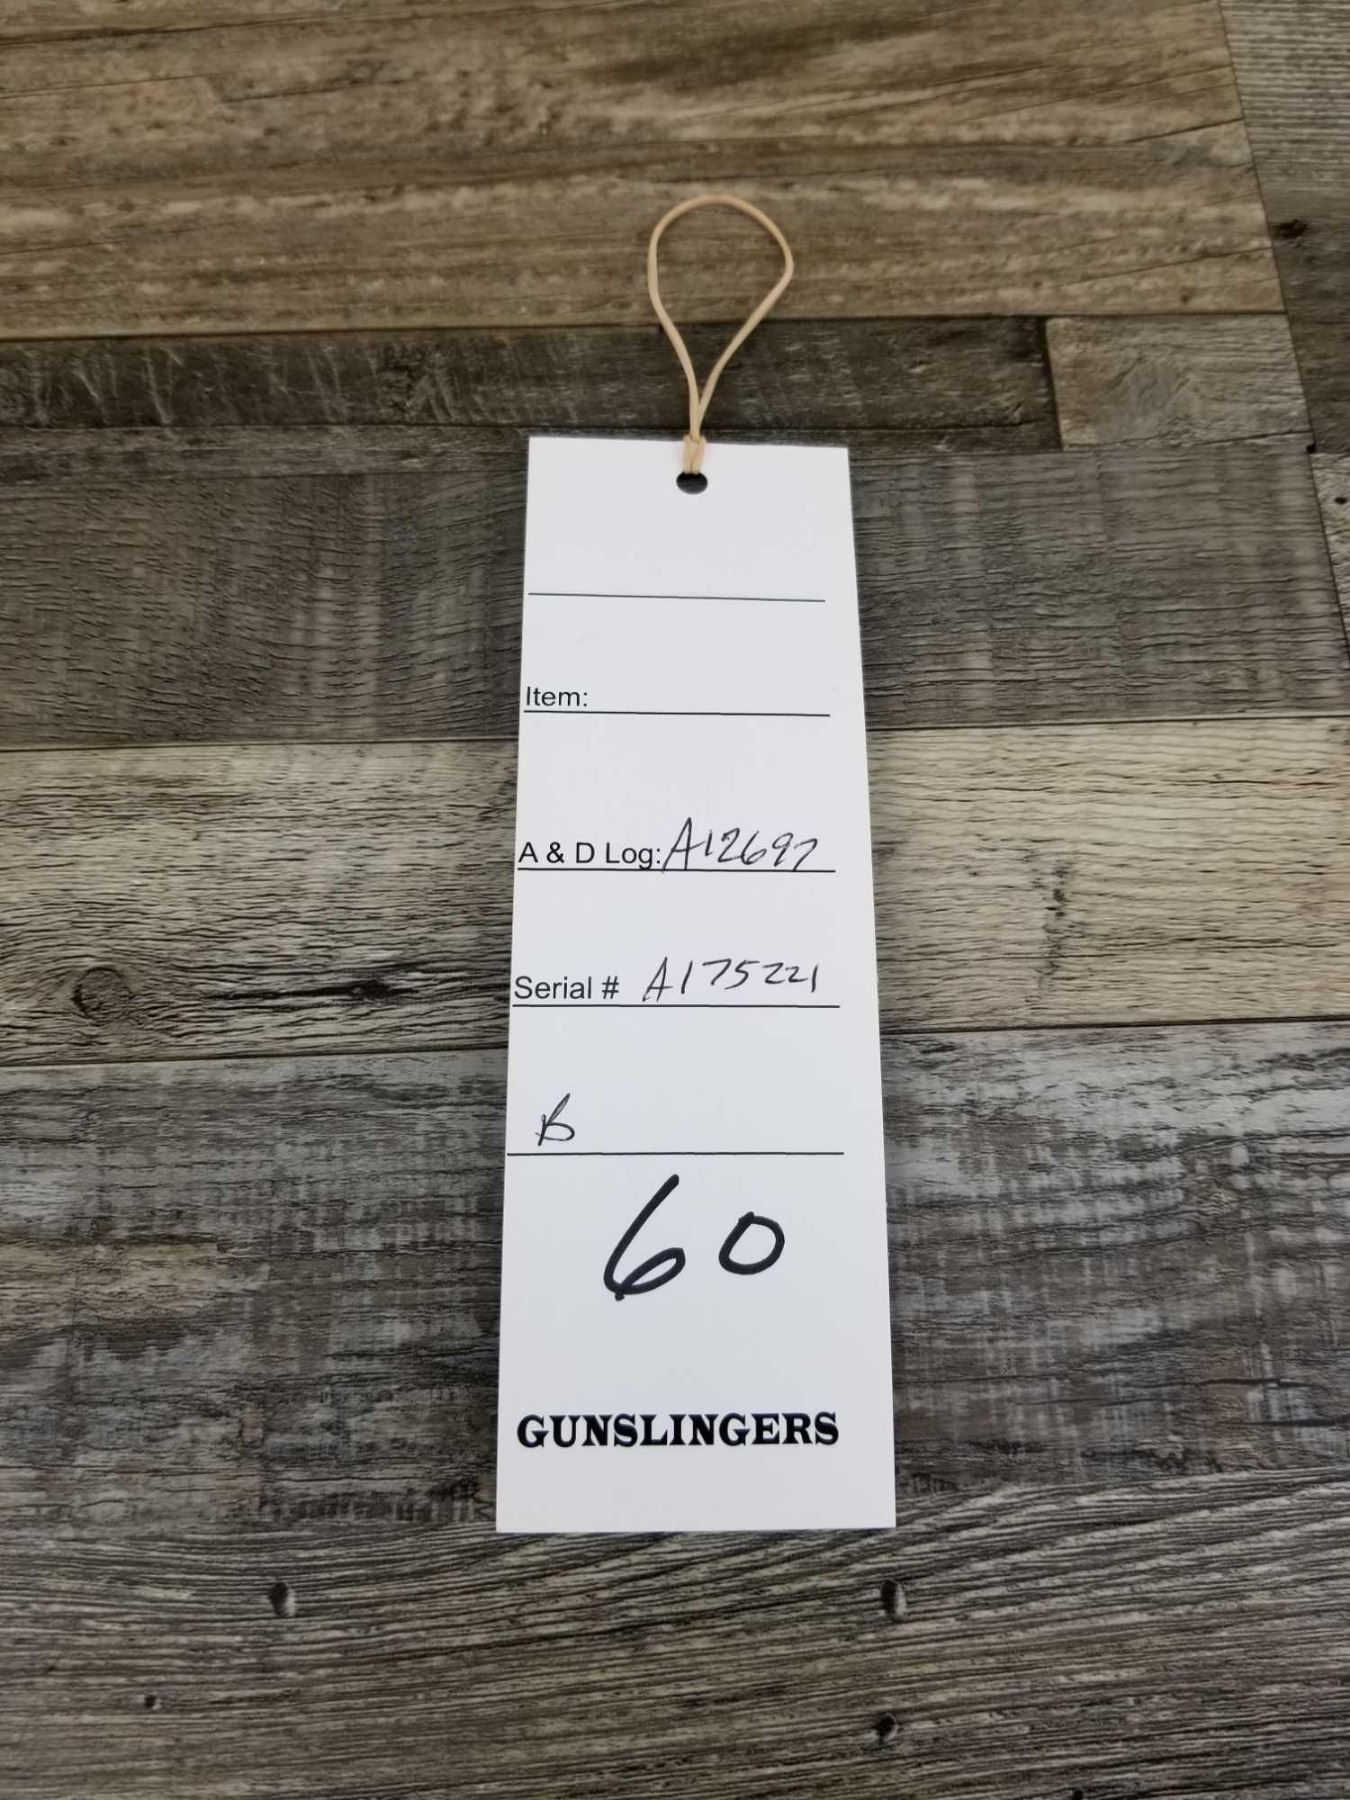 Item:
A & D Log: A12697
Serial # A175221
B
60
GUNSLINGERS